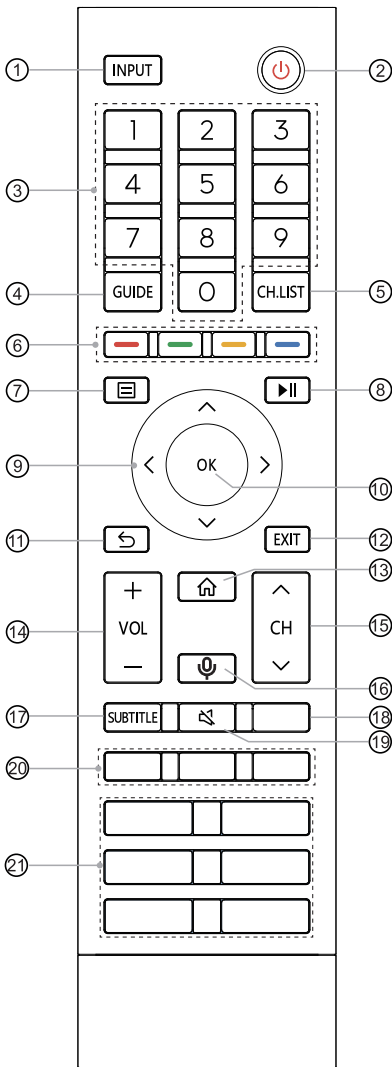 ① INPUT ②
1 2 3
③ 4 5 6
7 8 9
④ GUIDE 0 CH.LIST ⑤
⑥
⑦ ⑧
⑨ OK ⑩
⑪ EXIT ⑫
⑬
+
⑭ VOL CH ⑮
−
⑯
⑰ SUBTITLE ⑱
⑲
⑳
㉑